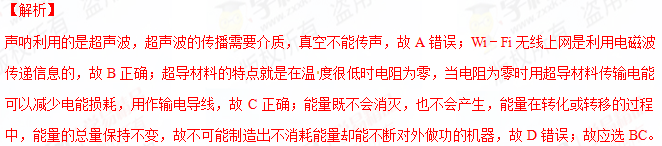 【解析】
声呐利用的是超声波，超声波的传播需要介质，真空不能传声，故 A 错误；Wi－Fi 无线上网是利用电磁波
传递信息的，故 B 正确；超导材料的特点就是在温度很低时电阻为零，当电阻为零时用超导材料传输电能
可以减少电能损耗，用作输电导线，故 C 正确；能量既不会消灭，也不会产生，能量在转化或转移的过程
中，能量的总量保持不变，故不可能制造出不消耗能量却能不断对外做功的机器，故 D 错误；故应选 BC。